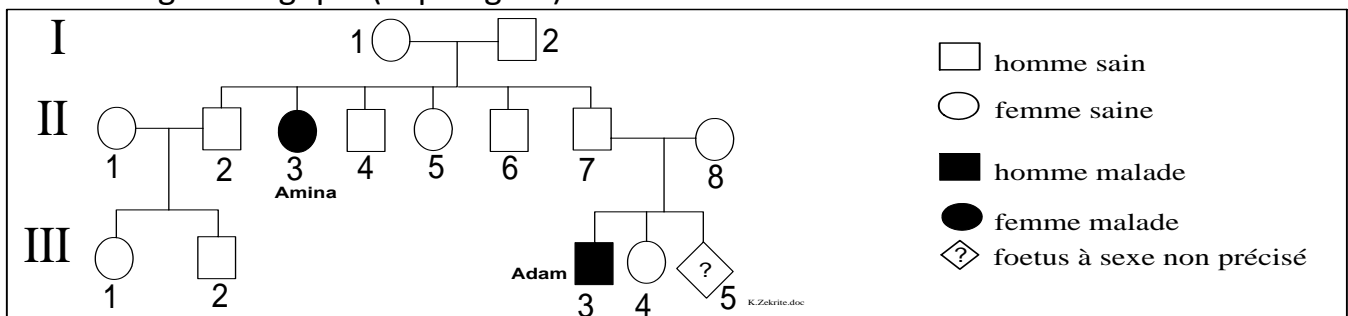 I 1 2
homme sain
femme saine
II 1 2 3 4 5 6 7 8
Amina
homme malade
femme malade
III
Adam
?
foetus à sexe non précisé
?
1 2 3 4 5 K.Zekrite.doc